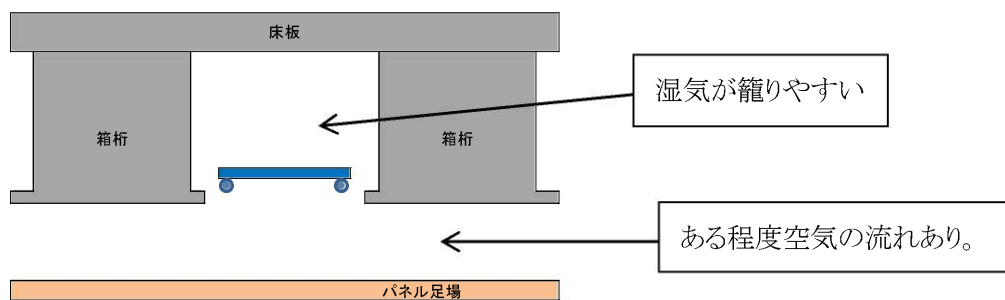 床板
湿気が籠りやすい
箱桁
箱桁
ある程度空気の流れあり。
パネル足場